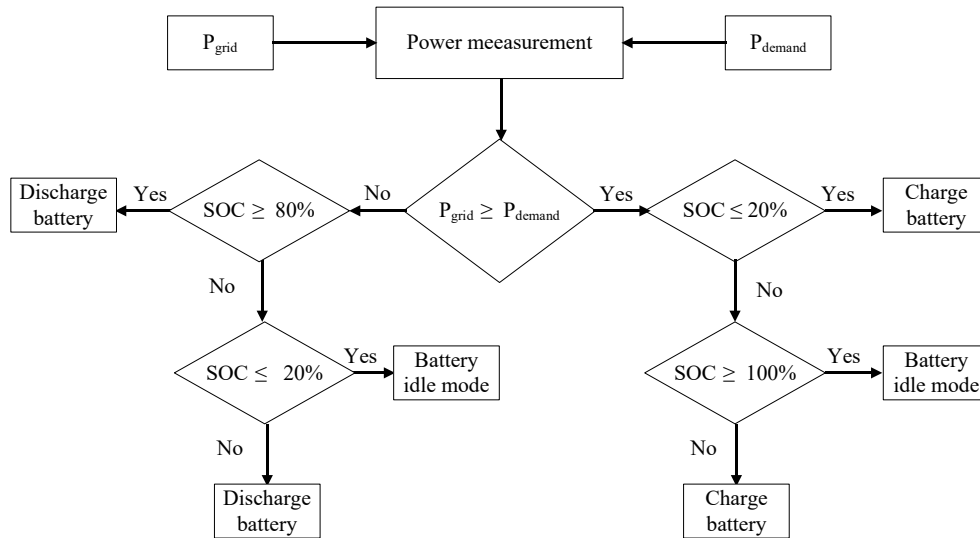 P_grid
Power meeasurement
P_demand
Discharge
battery
Yes
SOC ≥ 80%
No
P_grid ≥ P_demand
Yes
SOC ≤ 20%
Yes
Charge
battery
No
No
SOC ≤ 20%
Yes
Battery
idle mode
SOC ≥ 100%
Yes
Battery
idle mode
No
No
Discharge
battery
Charge
battery